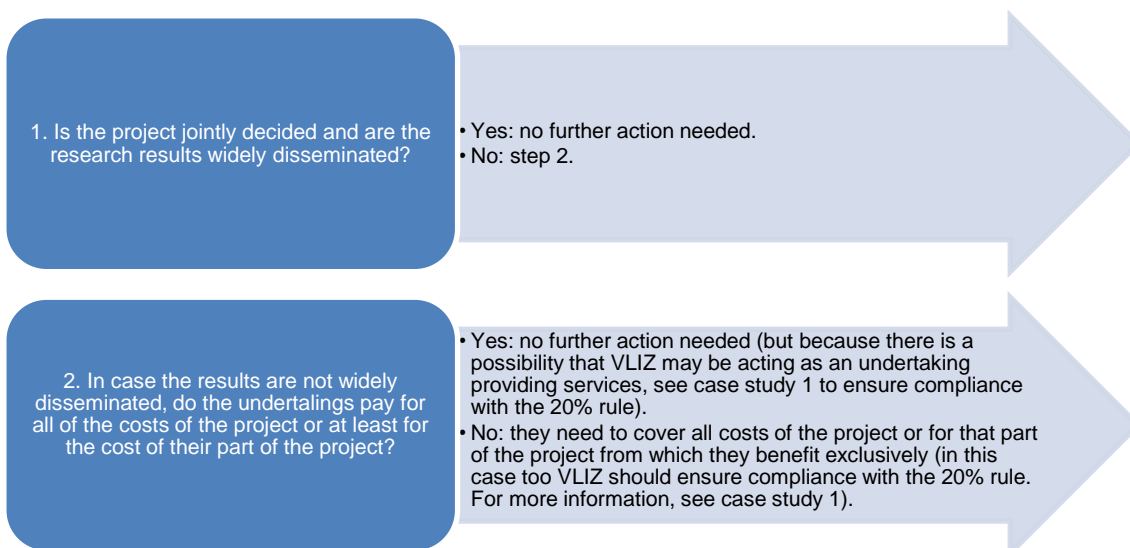 1. Is the project jointly decided and are the
research results widely disseminated?
• Yes: no further action needed.
• No: step 2.
2. In case the results are not widely
disseminated, do the undertalings pay for
all of the costs of the project or at least for
the cost of their part of the project?
• Yes: no further action needed (but because there is a
possibility that VLIZ may be acting as an undertaking
providing services, see case study 1 to ensure compliance
with the 20% rule).
• No: they need to cover all costs of the project or for that part
of the project from which they benefit exclusively (in this
case too VLIZ should ensure compliance with the 20% rule.
For more information, see case study 1).